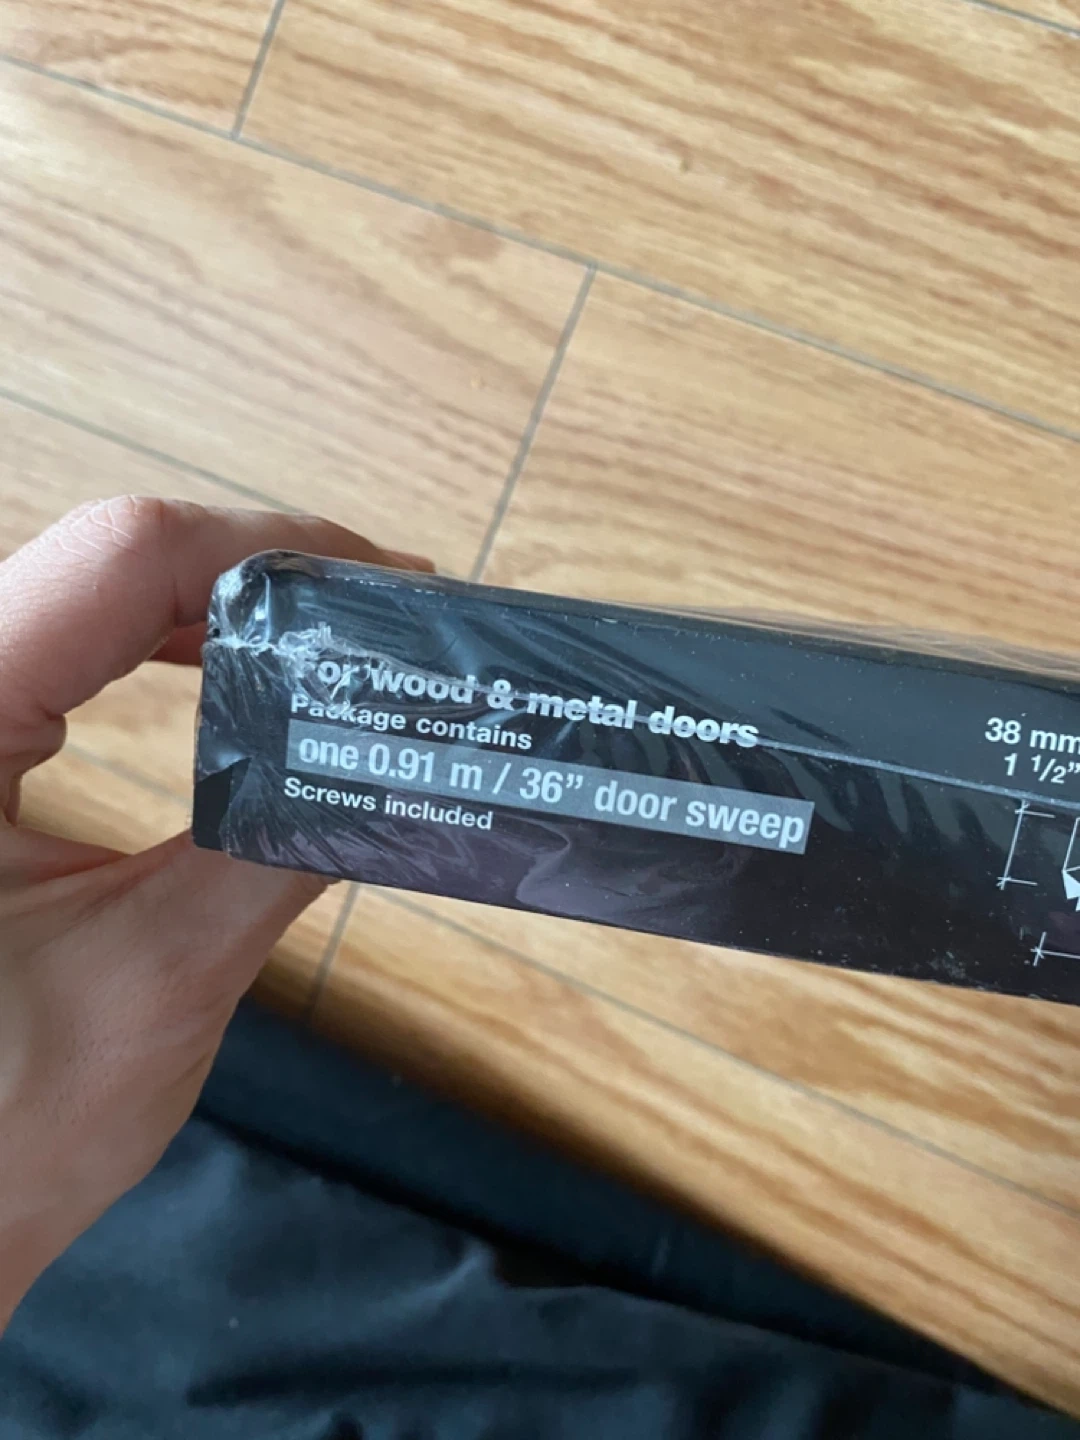 For wood & metal doors
Package contains
one 0.91 m / 36” door sweep
Screws included
38 mm
1 1/2”